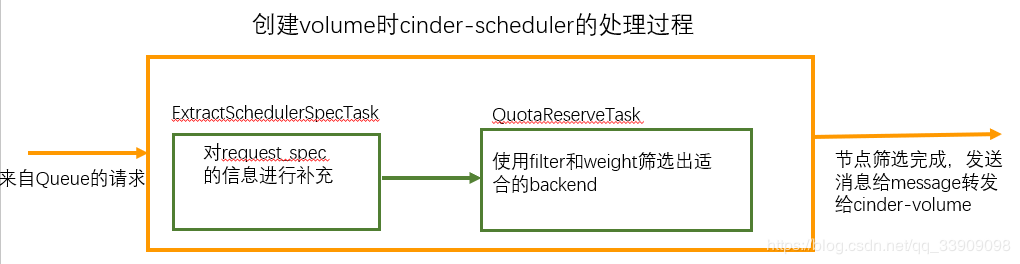 创建volume时cinder-scheduler的处理过程
ExtractSchedulerSpecTask
对request_spec
的信息进行补充
QuotaReserveTask
使用filter和weight筛选出适
合的backend
来自Queue的请求
节点筛选完成，发送
消息给message转发
给cinder-volume
https://blog.csdn.net/qq_33909098